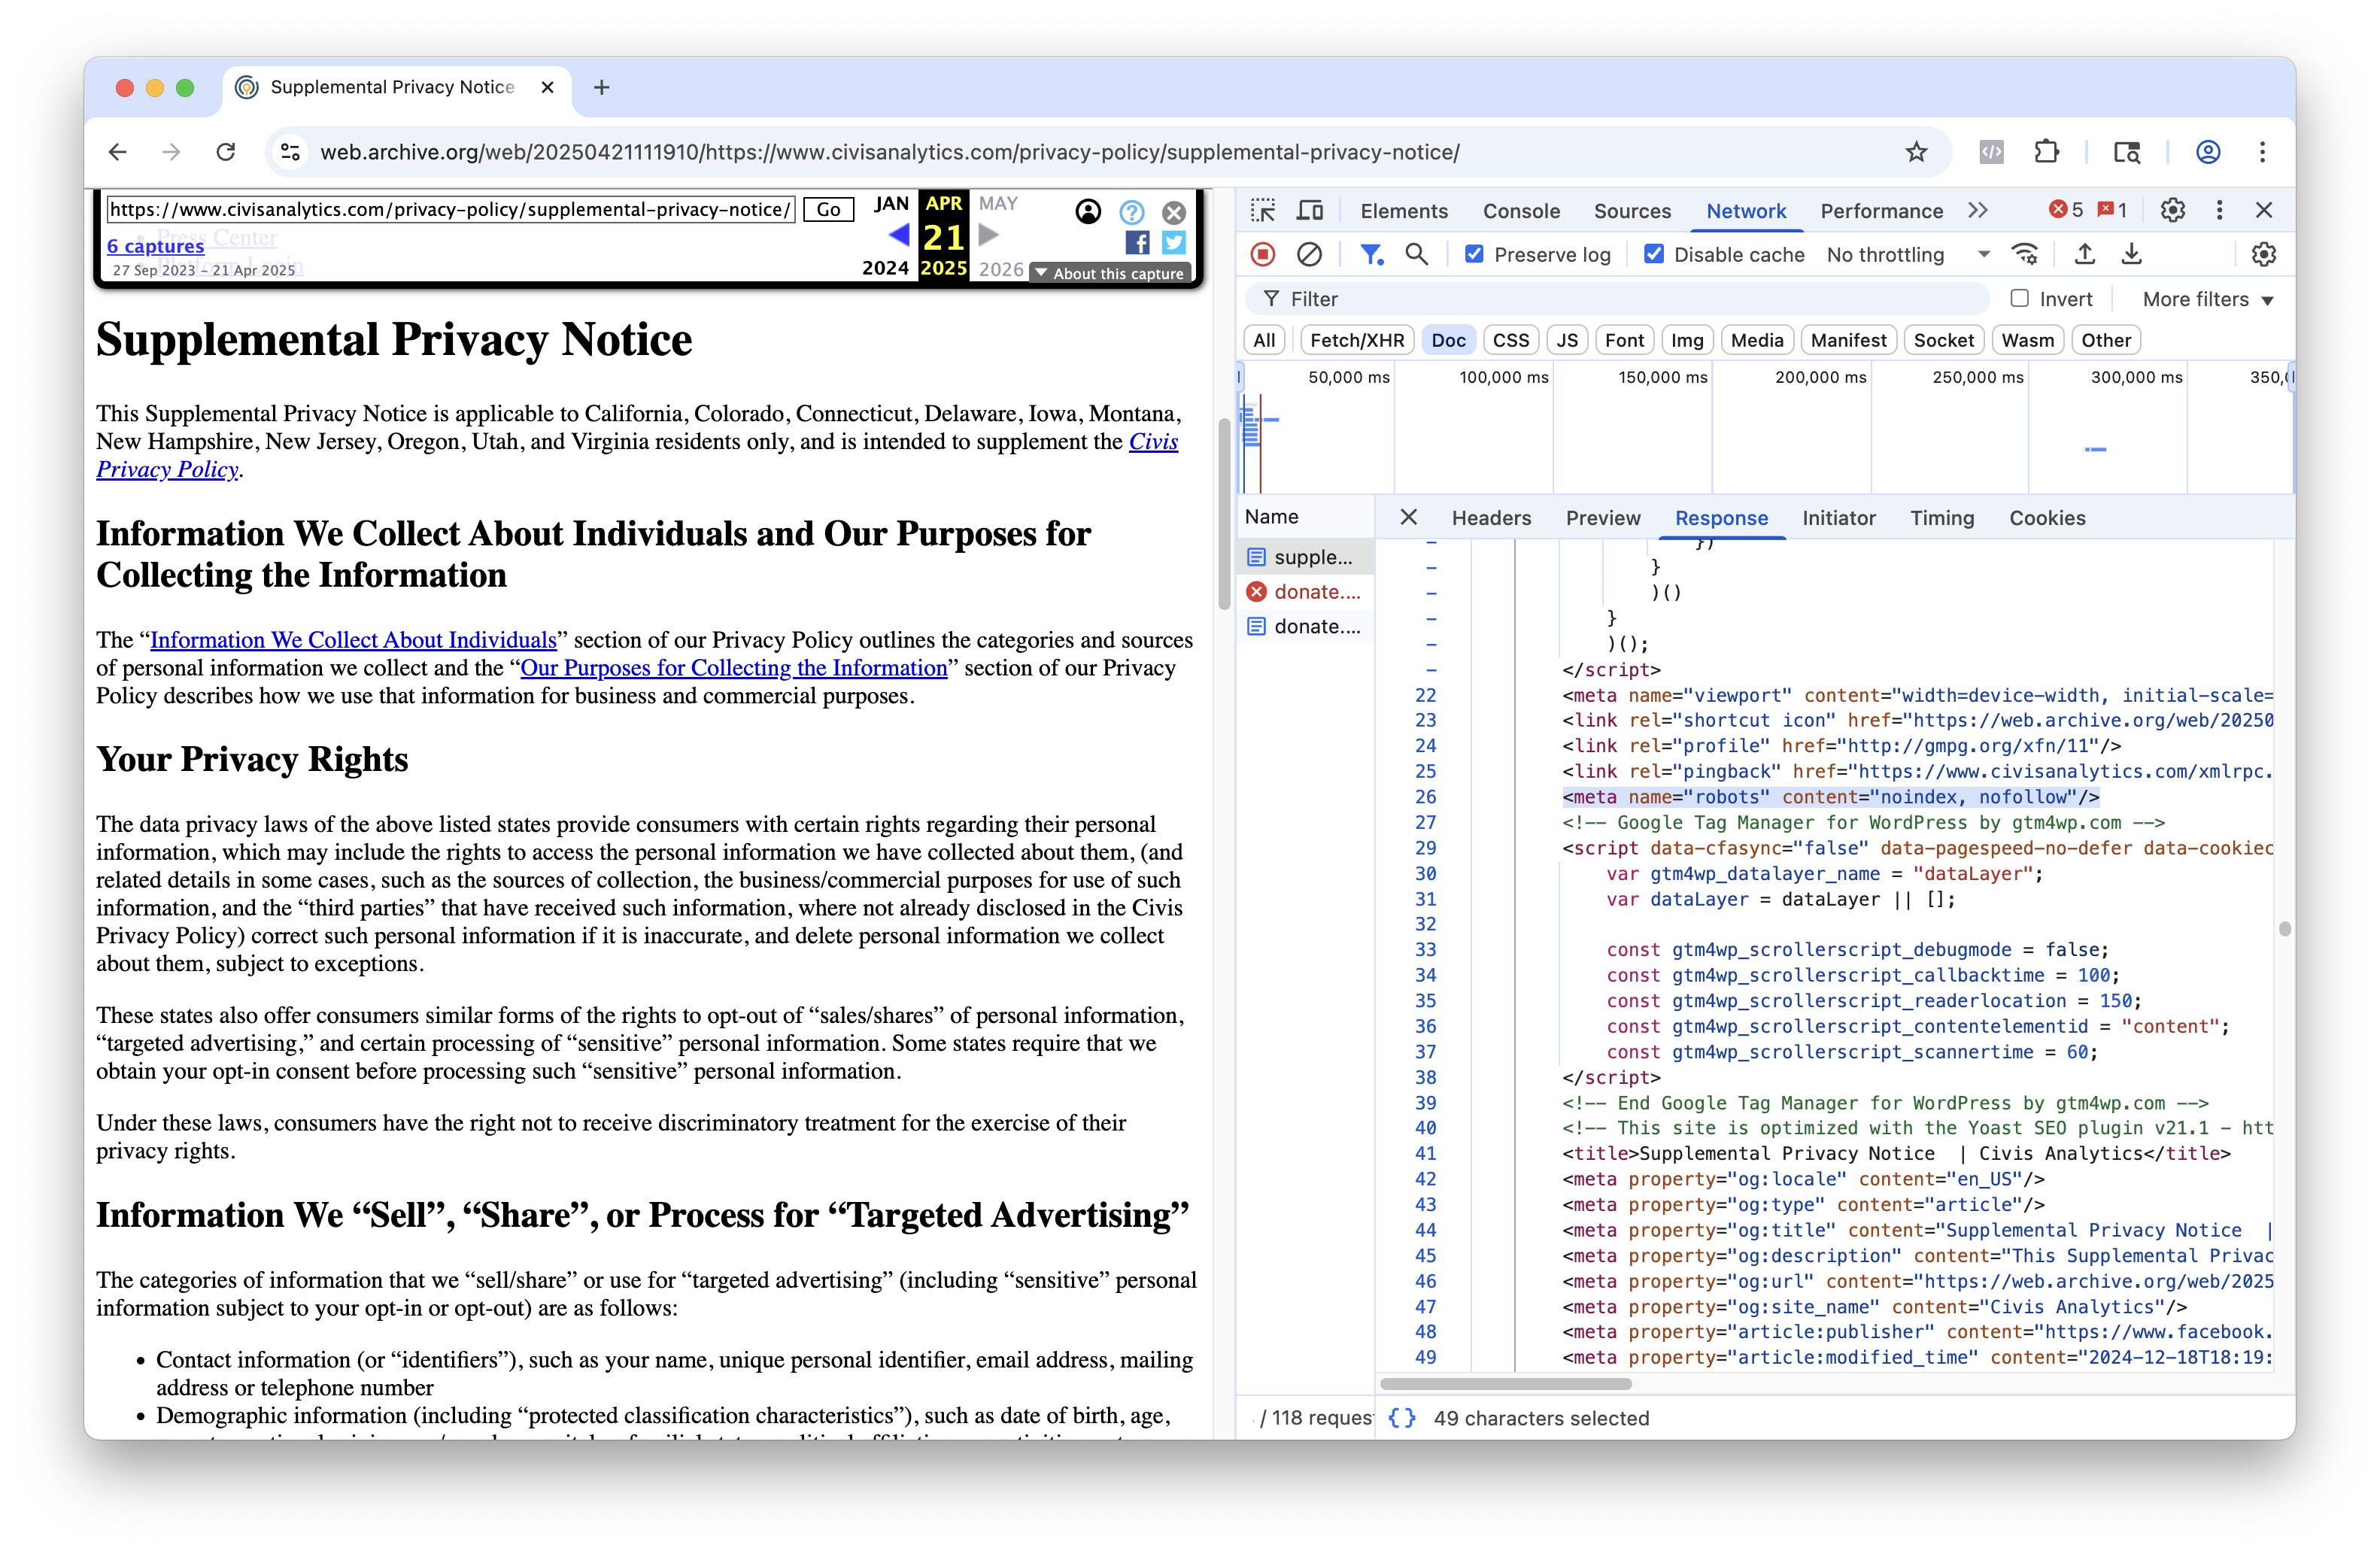 Supplemental Privacy Notice
web.archive.org/web/20250421111910/https://www.civisanalytics.com/privacy-policy/supplemental-privacy-notice/
https://www.civisanalytics.com/privacy-policy/supplemental-privacy-notice/ Go
JAN APR MAY
Press Center
6 captures
21
Platform Login
27 Sep 2023 – 21 Apr 2025
2024 2025 2026
About this capture
Supplemental Privacy Notice
This Supplemental Privacy Notice is applicable to California, Colorado, Connecticut, Delaware, Iowa, Montana,
New Hampshire, New Jersey, Oregon, Utah, and Virginia residents only, and is intended to supplement the Civis
Privacy Policy.
Information We Collect About Individuals and Our Purposes for
Collecting the Information
The “Information We Collect About Individuals” section of our Privacy Policy outlines the categories and sources
of personal information we collect and the “Our Purposes for Collecting the Information” section of our Privacy
Policy describes how we use that information for business and commercial purposes.
Your Privacy Rights
The data privacy laws of the above listed states provide consumers with certain rights regarding their personal
information, which may include the rights to access the personal information we have collected about them, (and
related details in some cases, such as the sources of collection, the business/commercial purposes for use of such
information, and the “third parties” that have received such information, where not already disclosed in the Civis
Privacy Policy) correct such personal information if it is inaccurate, and delete personal information we collect
about them, subject to exceptions.
These states also offer consumers similar forms of the rights to opt-out of “sales/shares” of personal information,
“targeted advertising,” and certain processing of “sensitive” personal information. Some states require that we
obtain your opt-in consent before processing such “sensitive” personal information.
Under these laws, consumers have the right not to receive discriminatory treatment for the exercise of their
privacy rights.
Information We “Sell”, “Share”, or Process for “Targeted Advertising”
The categories of information that we “sell/share” or use for “targeted advertising” (including “sensitive” personal
information subject to your opt-in or opt-out) are as follows:
• Contact information (or “identifiers”), such as your name, unique personal identifier, email address, mailing
address or telephone number
• Demographic information (including “protected classification characteristics”), such as date of birth, age,
Elements Console Sources Network Performance 5 1
Preserve log Disable cache No throttling
Filter Invert More filters
All Fetch/XHR Doc CSS JS Font Img Media Manifest Socket Wasm Other
50,000 ms 100,000 ms 150,000 ms 200,000 ms 250,000 ms 300,000 ms 350,0
Name
supple...
donate....
donate....
Headers Preview Response Initiator Timing Cookies
– })
– }
– )()
– }
– )();
– </script>
22 <meta name="viewport" content="width=device-width, initial-scale=
23 <link rel="shortcut icon" href="https://web.archive.org/web/20250
24 <link rel="profile" href="http://gmpg.org/xfn/11"/>
25 <link rel="pingback" href="https://www.civisanalytics.com/xmlrpc.
26 <meta name="robots" content="noindex, nofollow"/>
27 <!-- Google Tag Manager for WordPress by gtm4wp.com -->
29 <script data-cfasync="false" data-pagespeed-no-defer data-cookiec
30 var gtm4wp_datalayer_name = "dataLayer";
31 var dataLayer = dataLayer || [];
32
33 const gtm4wp_scrollerscript_debugmode = false;
34 const gtm4wp_scrollerscript_callbacktime = 100;
35 const gtm4wp_scrollerscript_readerlocation = 150;
36 const gtm4wp_scrollerscript_contentelementid = "content";
37 const gtm4wp_scrollerscript_scannertime = 60;
38 </script>
39 <!-- End Google Tag Manager for WordPress by gtm4wp.com -->
40 <!-- This site is optimized with the Yoast SEO plugin v21.1 - htt
41 <title>Supplemental Privacy Notice | Civis Analytics</title>
42 <meta property="og:locale" content="en_US"/>
43 <meta property="og:type" content="article"/>
44 <meta property="og:title" content="Supplemental Privacy Notice |
45 <meta property="og:description" content="This Supplemental Privac
46 <meta property="og:url" content="https://web.archive.org/web/2025
47 <meta property="og:site_name" content="Civis Analytics"/>
48 <meta property="article:publisher" content="https://www.facebook.
49 <meta property="article:modified_time" content="2024-12-18T18:19:
/ 118 reques {} 49 characters selected